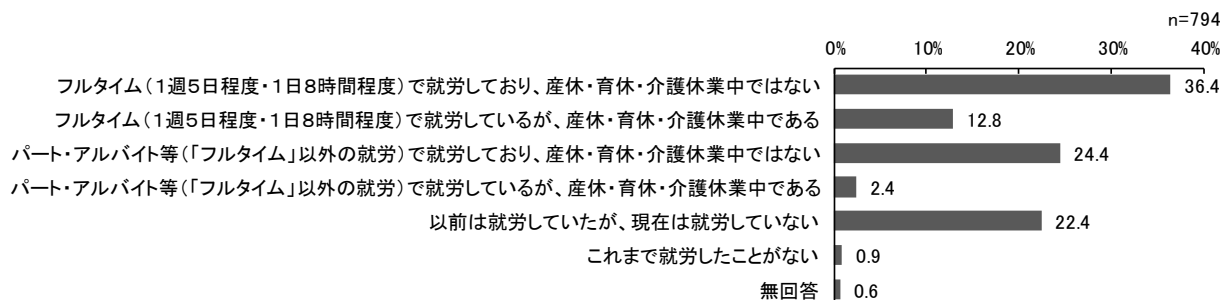 n=794
0% 10% 20% 30% 40%
フルタイム(1週5日程度・1日8時間程度)で就労しており、産休・育休・介護休業中ではない 36.4
フルタイム(1週5日程度・1日8時間程度)で就労しているが、産休・育休・介護休業中である 12.8
パート・アルバイト等(「フルタイム」以外の就労)で就労しており、産休・育休・介護休業中ではない 24.4
パート・アルバイト等(「フルタイム」以外の就労)で就労しているが、産休・育休・介護休業中である 2.4
以前は就労していたが、現在は就労していない 22.4
これまで就労したことがない 0.9
無回答 0.6